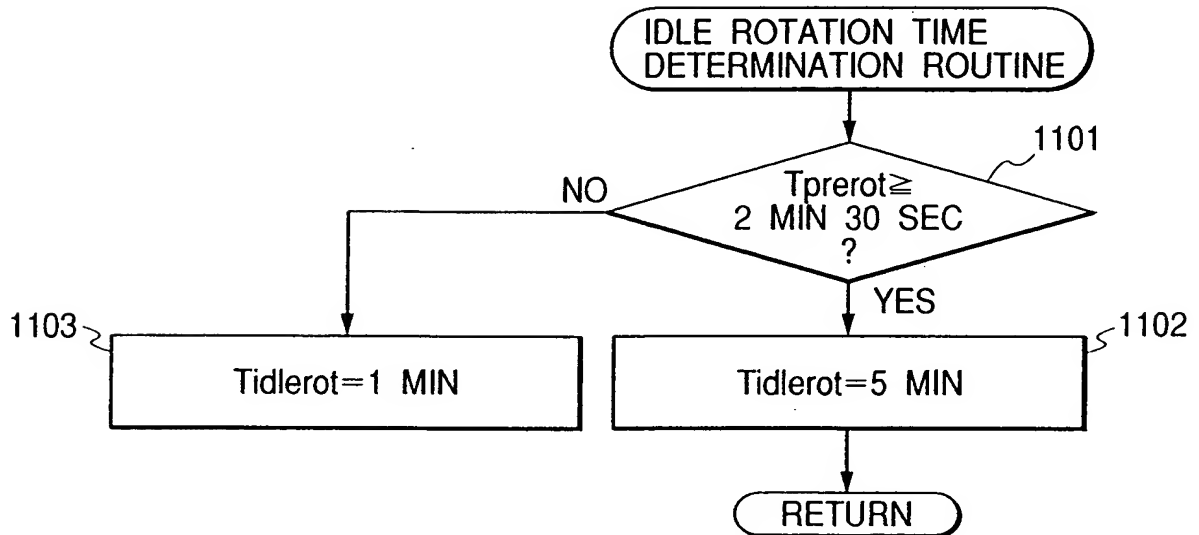 IDLE ROTATION TIME
DETERMINATION ROUTINE
1101
NO
Tprerot≧
2 MIN 30 SEC
?
YES
1103
1102
Tidlerot=1 MIN
Tidlerot=5 MIN
RETURN